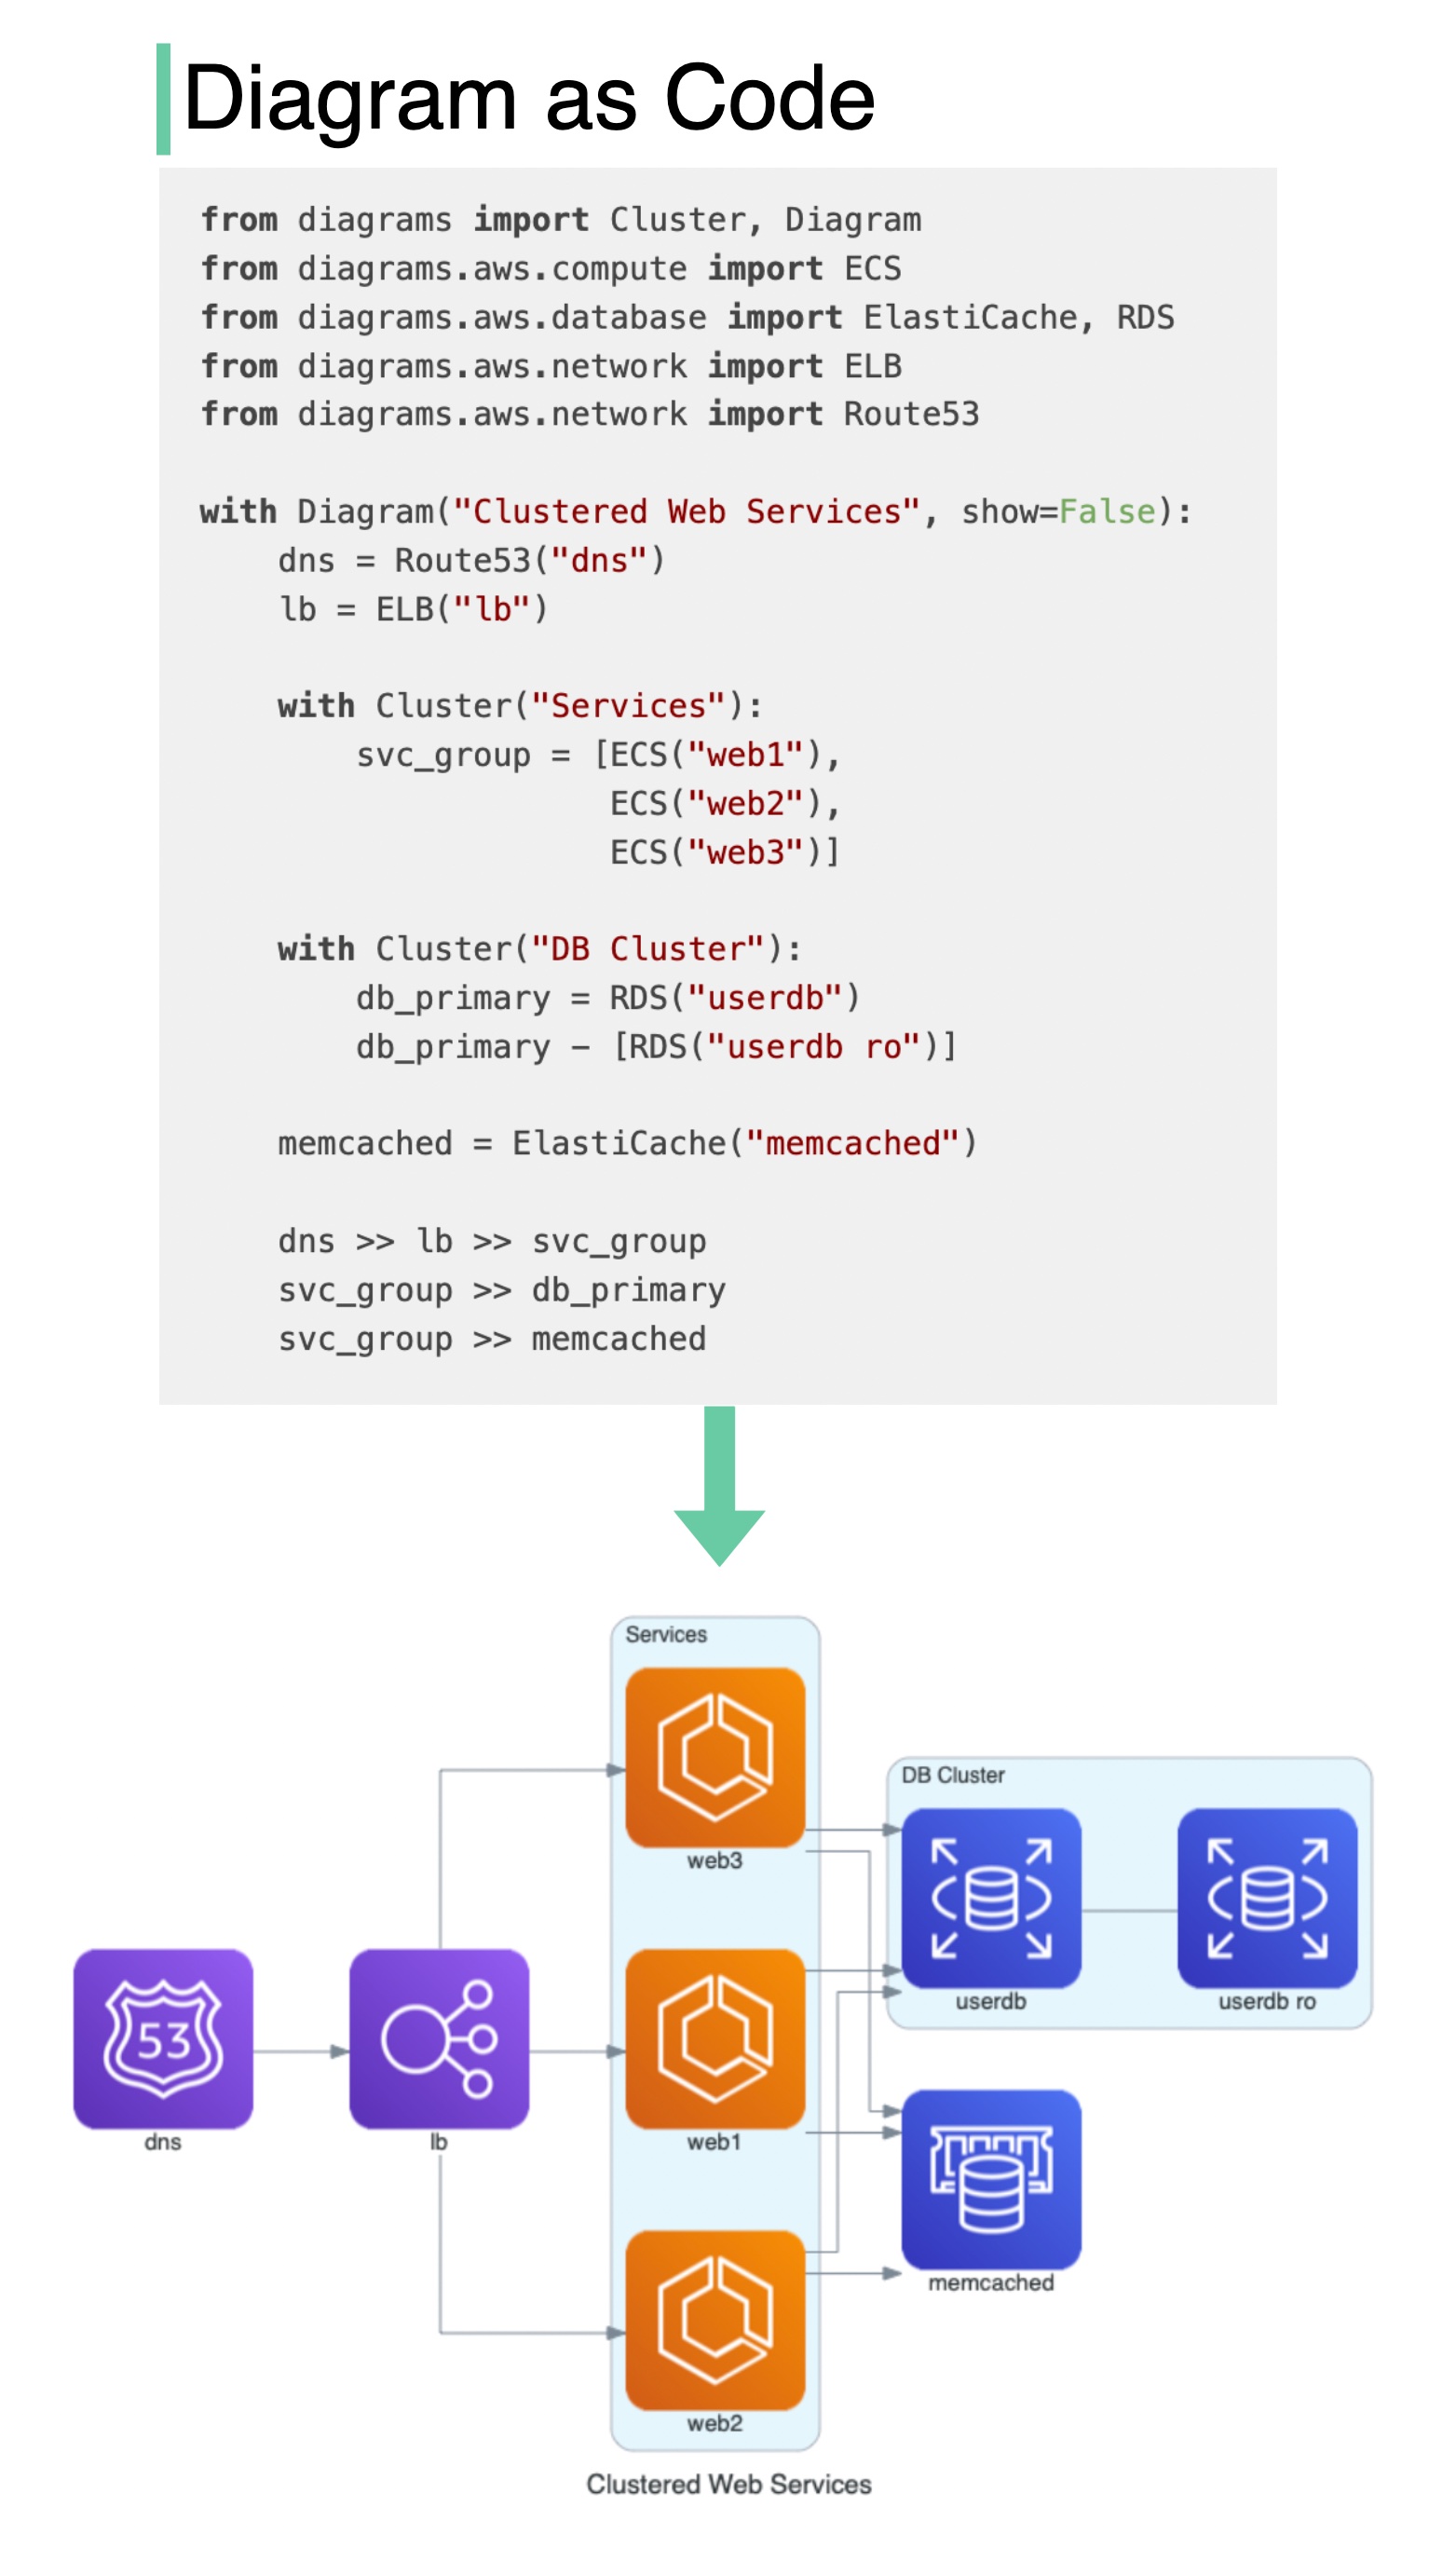 Diagram as Code
from diagrams import Cluster, Diagram
from diagrams.aws.compute import ECS
from diagrams.aws.database import ElastiCache, RDS
from diagrams.aws.network import ELB
from diagrams.aws.network import Route53
with Diagram("Clustered Web Services", show=False):
    dns = Route53("dns")
    lb = ELB("lb")
    with Cluster("Services"):
        svc_group = [ECS("web1"),
                     ECS("web2"),
                     ECS("web3")]
    with Cluster("DB Cluster"):
        db_primary = RDS("userdb")
        db_primary - [RDS("userdb ro")]
    memcached = ElastiCache("memcached")
    dns >> lb >> svc_group
    svc_group >> db_primary
    svc_group >> memcached
Services
web3
DB Cluster
userdb
userdb ro
53
dns
lb
web1
memcached
web2
Clustered Web Services